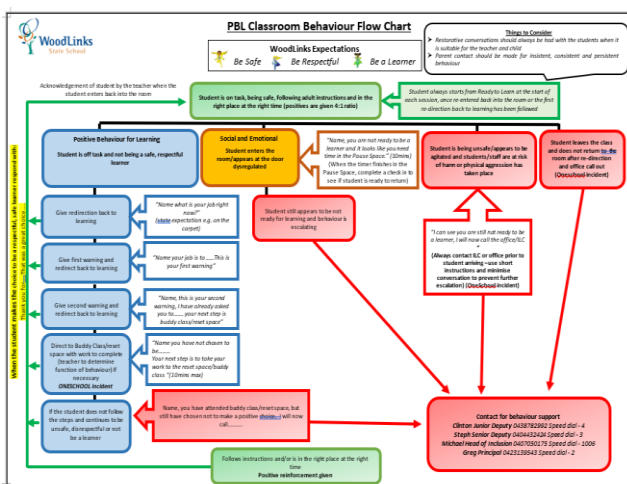 WoodLinks
State School
PBL Classroom Behaviour Flow Chart
WoodLinks Expectations
Be Safe
Be Respectful
Be a Learner
Things to Consider
Restorative conversations should always be had with the students when it
is suitable for the teacher and child
Parent contact should be made for insistent, consistent and persistent
behaviour
Acknowledgement of student by the teacher when the
student enters back into the room
Student is on task, being safe, following adult instructions and in the
right place at the right time (positives are given 4:1 ratio)
Student always starts from Ready to Learn at the start of
each session, once re-entered back into the room or the first
re-direction back to learning has been followed
When the student makes the choice to be a respectful, safe learner respond with
Positive Behaviour for Learning
Student is off task and not being a safe, respectful
learner
Social and Emotional
Student enters the
room/appears at the door
dysregulated
"Name, you are not ready to be a
learner and it looks like you need
time in the Pause Space." (10mins)
(When the timer finishes in the
Pause Space, complete a check in to
see if student is ready to return)
Student is being unsafe/appears to
be agitated and students/staff are at risk
of harm or physical aggression has
taken place
Student leaves the class
and does not return to the
room after re-direction
and office call out
(Oneschool Incident)
Give redirection back to
learning
"Name what is your job right
now?"
(state expectation e.g. on the
carpet)
Student still appears to be not
ready for learning and behaviour is
escalating
"I can see you are still not ready to
be a learner, I will now call the office/ILC
"
(Always contact ILC or office prior to
student arriving –use short
instructions and minimise
conversation to prevent further
escalation) (Oneschool incident)
Give first warning and
redirect back to learning
"Name your job is to.....This is
your first warning"
Give second warning and
redirect back to learning
"Name, this is your second
warning, I have already asked
you to....... your next step is
buddy class/reset space"
Direct to Buddy Class/reset
space with work to complete
(teacher to determine
function of behaviour) if
necessary
ONESCHOOL incident
"Name you have not chosen to
be.........
Your next step is to take your
work to the reset space/buddy
class "(10mins max)
If the student does not follow
the steps and continues to be
unsafe, disrespectful or not
be a learner
Name, you have attended buddy class/reset space, but
still have chosen not to make a positive choice. I will now
call..........
Contact for behaviour support
Clinton Junior Deputy 0438782992 Speed dial - 4
Steph Senior Deputy 0404432424 Speed dial - 3
Michael Head of Inclusion 0407050175 Speed dial - 1006
Greg Principal 0423139543 Speed dial - 2
Follows instructions and/or is in the right place at the right
time
Positive reinforcement given